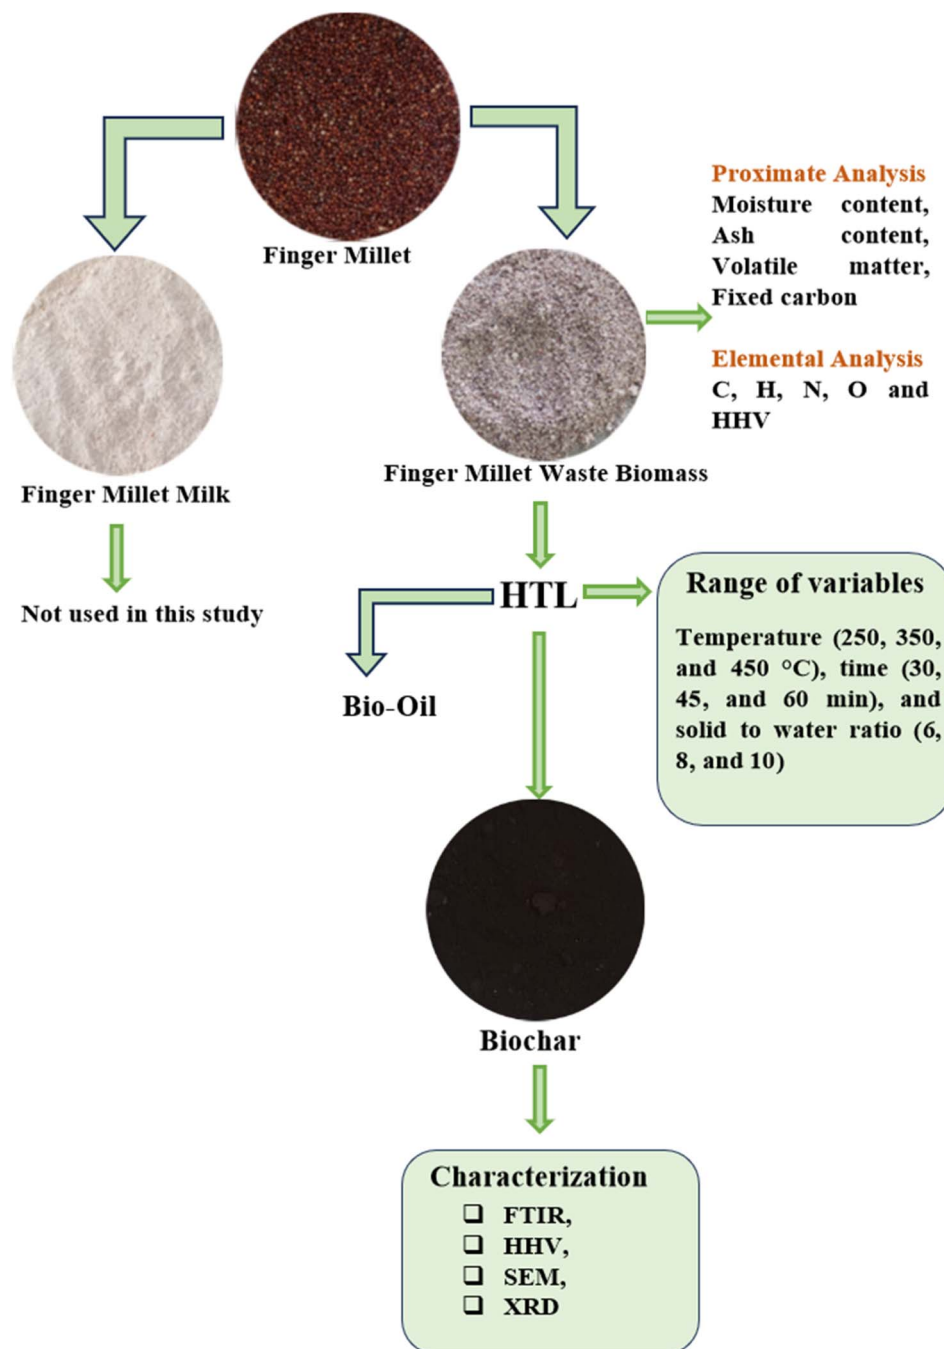 Finger Millet
Proximate Analysis
Moisture content,
Ash content,
Volatile matter,
Fixed carbon
Elemental Analysis
C, H, N, O and
HHV
Finger Millet Milk
Finger Millet Waste Biomass
Not used in this study
HTL
Bio-Oil
Range of variables
Temperature (250, 350,
and 450 °C), time (30,
45, and 60 min), and
solid to water ratio (6,
8, and 10)
Biochar
Characterization
❑ FTIR,
❑ HHV,
❑ SEM,
❑ XRD